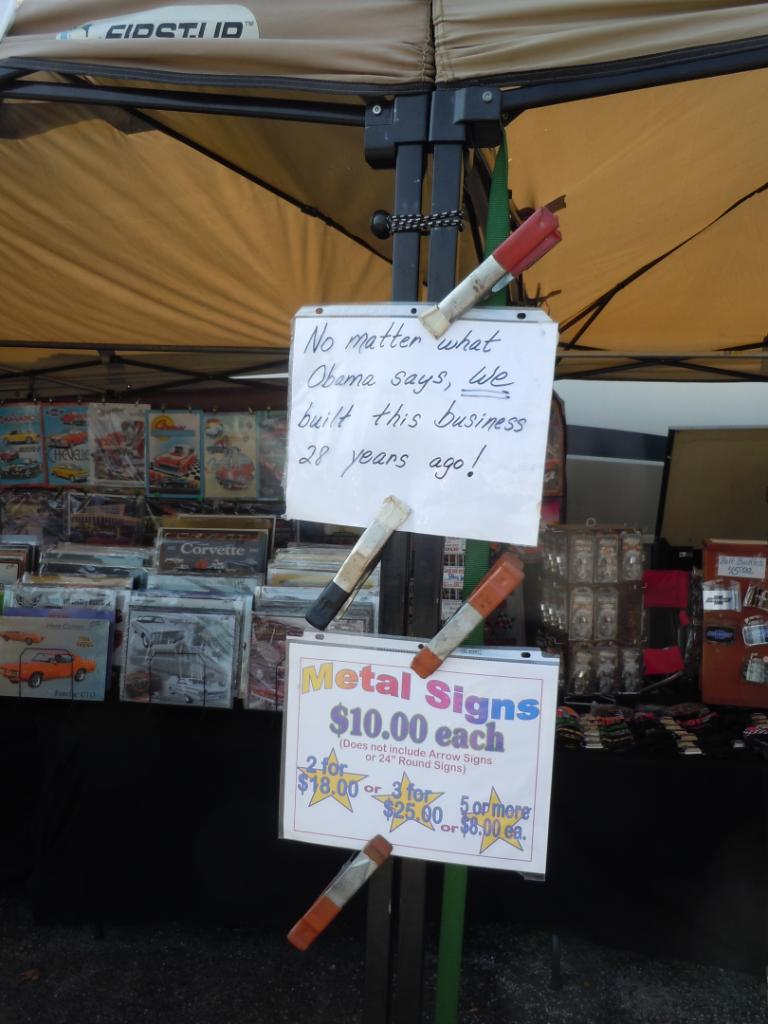 FIRST-UP™
No matter what
Obama says, We
built this business
28 years ago!
CHEVELLE
Corvette
Metal Signs
$10.00 each
(Does not include Arrow Signs
or 24" Round Signs)
2 for
$18.00 or 3 for
$25.00 or 5 or more
$8.00 ea.